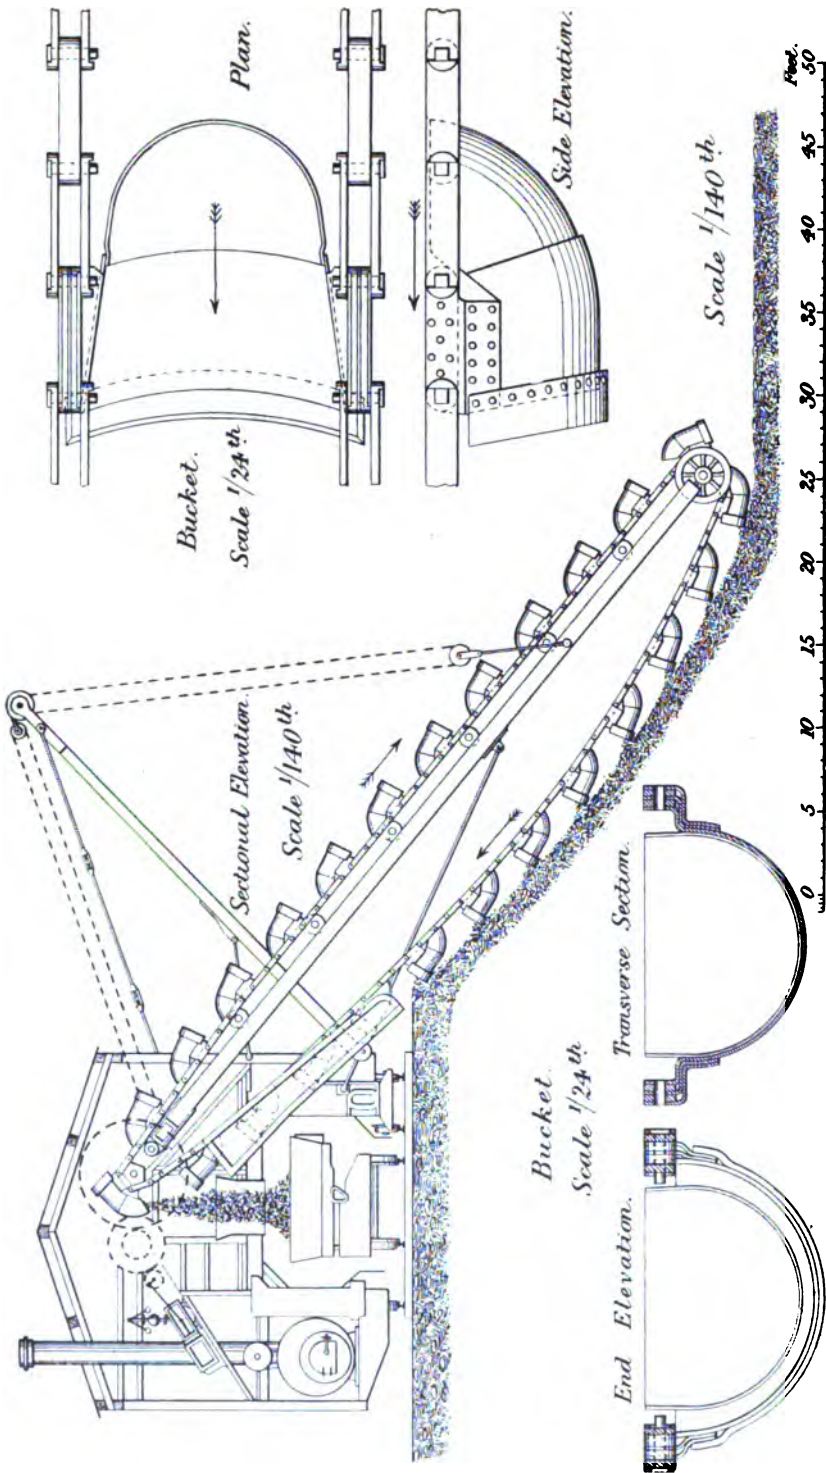 Plan.
Side Elevation.
Bucket.
Scale 1/24th
Scale 1/140th
Sectional Elevation.
Scale 1/140th
Bucket.
Scale 1/24th
End Elevation.
Transverse Section.
0 5 10 15 20 25 30 35 40 45 50
Feet.